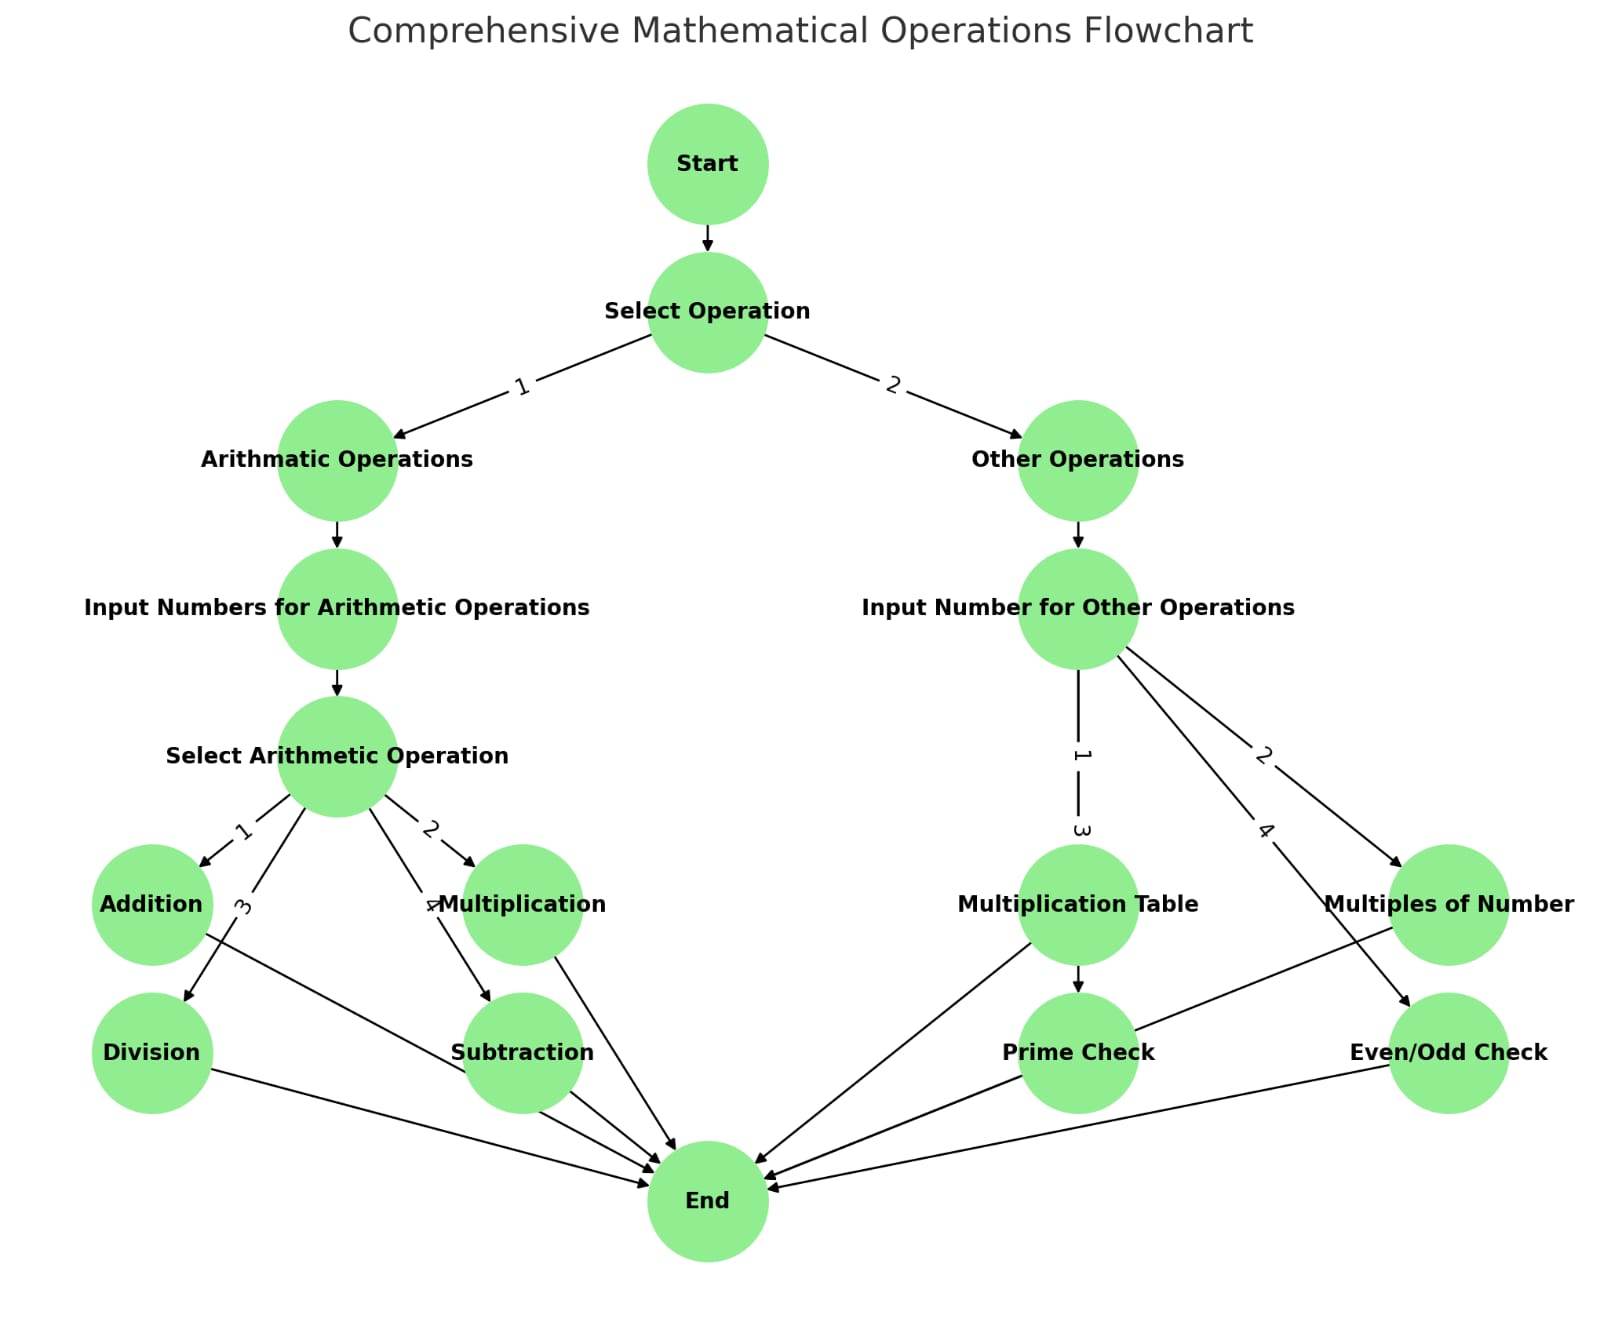 Comprehensive Mathematical Operations Flowchart
Start
Select Operation
1
2
Arithmatic Operations
Other Operations
Input Numbers for Arithmetic Operations
Input Number for Other Operations
Select Arithmetic Operation
1
2
1
2
3
4
3
4
Addition
Multiplication
Multiplication Table
Multiples of Number
Division
Subtraction
Prime Check
Even/Odd Check
End